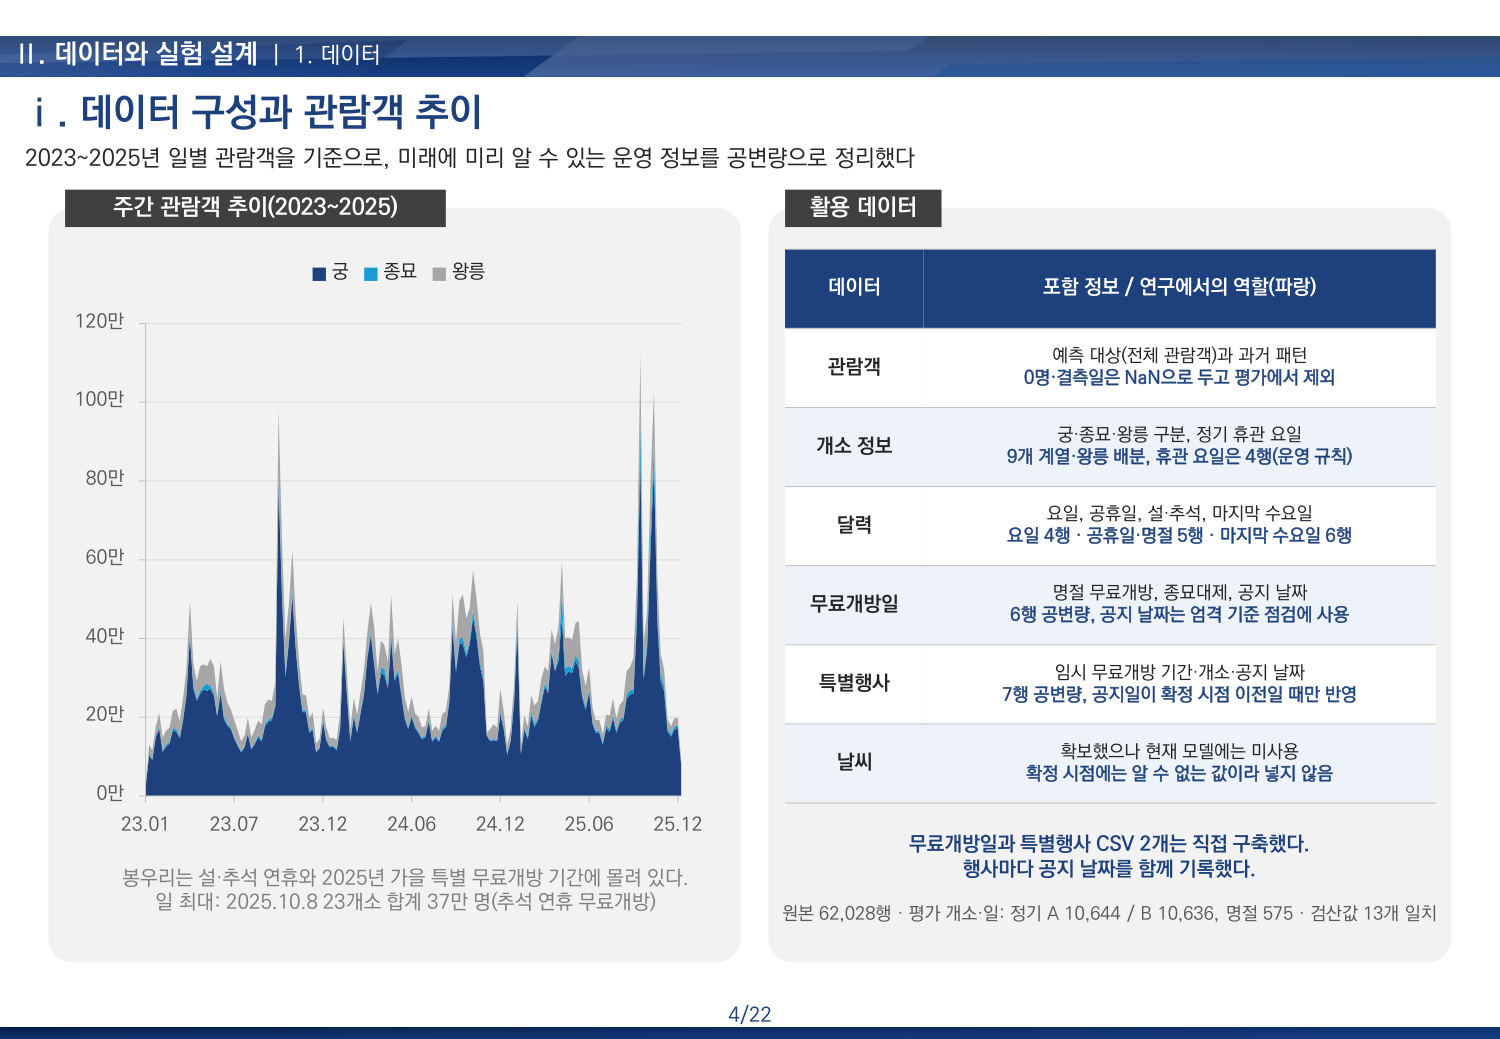 II. 데이터와 실험 설계 | 1. 데이터
ⅰ. 데이터 구성과 관람객 추이
2023~2025년 일별 관람객을 기준으로, 미래에 미리 알 수 있는 운영 정보를 공변량으로 정리했다
주간 관람객 추이(2023~2025)
궁 종묘 왕릉
120만
100만
80만
60만
40만
20만
0만
23.01 23.07 23.12 24.06 24.12 25.06 25.12
봉우리는 설·추석 연휴와 2025년 가을 특별 무료개방 기간에 몰려 있다.
일 최대: 2025.10.8 23개소 합계 37만 명(추석 연휴 무료개방)
활용 데이터
데이터 포함 정보 / 연구에서의 역할(파랑)
관람객
예측 대상(전체 관람객)과 과거 패턴
0명·결측일은 NaN으로 두고 평가에서 제외
개소 정보
궁·종묘·왕릉 구분, 정기 휴관 요일
9개 계열·왕릉 배분, 휴관 요일은 4행(운영 규칙)
달력
요일, 공휴일, 설·추석, 마지막 수요일
요일 4행 · 공휴일·명절 5행 · 마지막 수요일 6행
무료개방일
명절 무료개방, 종묘대제, 공지 날짜
6행 공변량, 공지 날짜는 엄격 기준 점검에 사용
특별행사
임시 무료개방 기간·개소·공지 날짜
7행 공변량, 공지일이 확정 시점 이전일 때만 반영
날씨
확보했으나 현재 모델에는 미사용
확정 시점에는 알 수 없는 값이라 넣지 않음
무료개방일과 특별행사 CSV 2개는 직접 구축했다.
행사마다 공지 날짜를 함께 기록했다.
원본 62,028행 · 평가 개소·일: 정기 A 10,644 / B 10,636, 명절 575 · 검산값 13개 일치
4/22